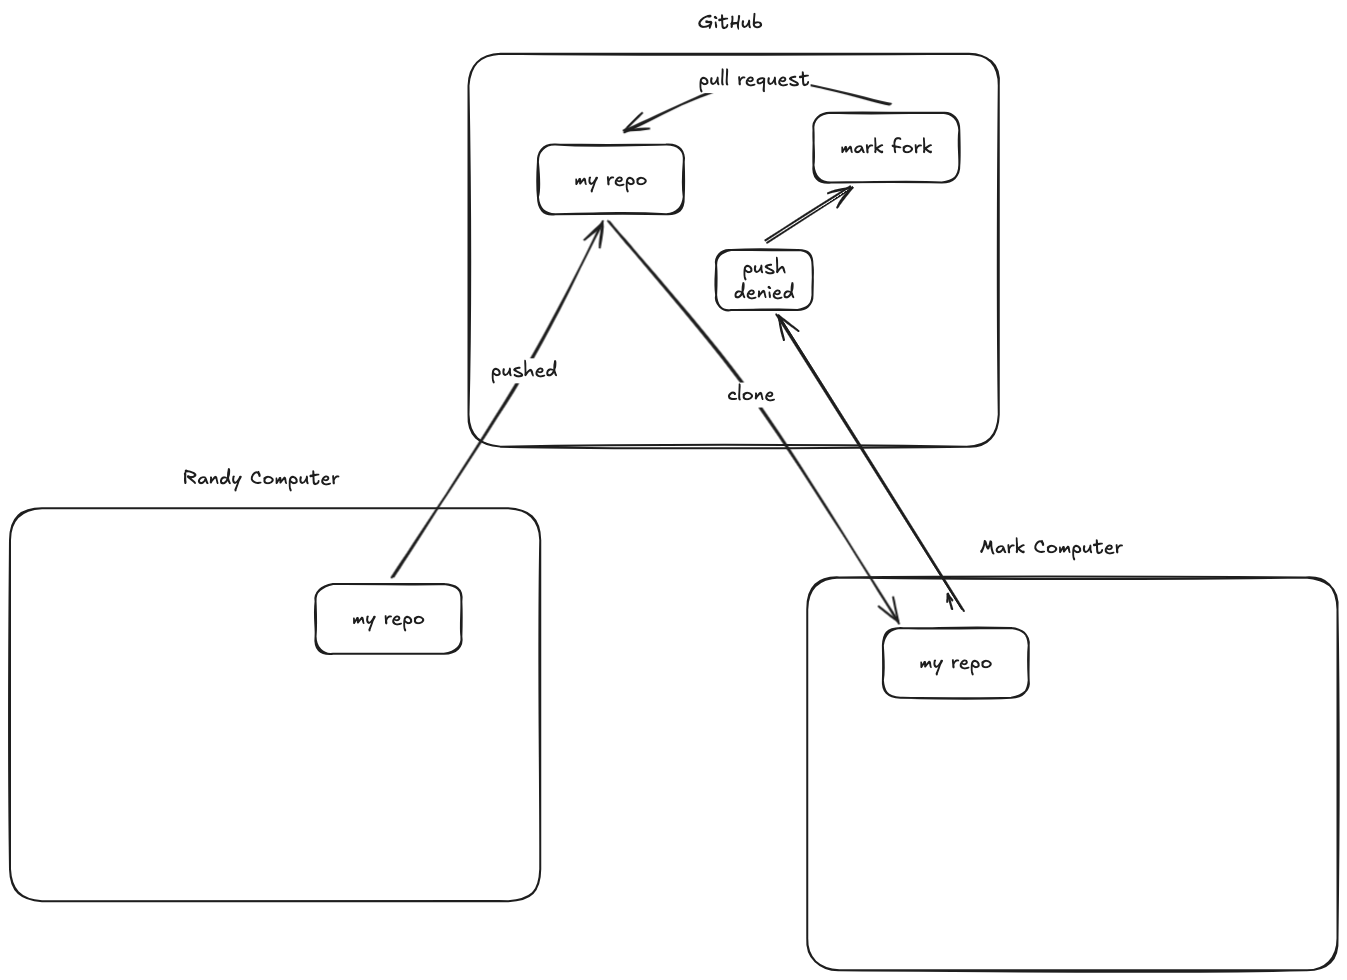 GitHub
pull request
mark fork
my repo
push
denied
pushed
clone
Randy Computer
Mark Computer
my repo
my repo